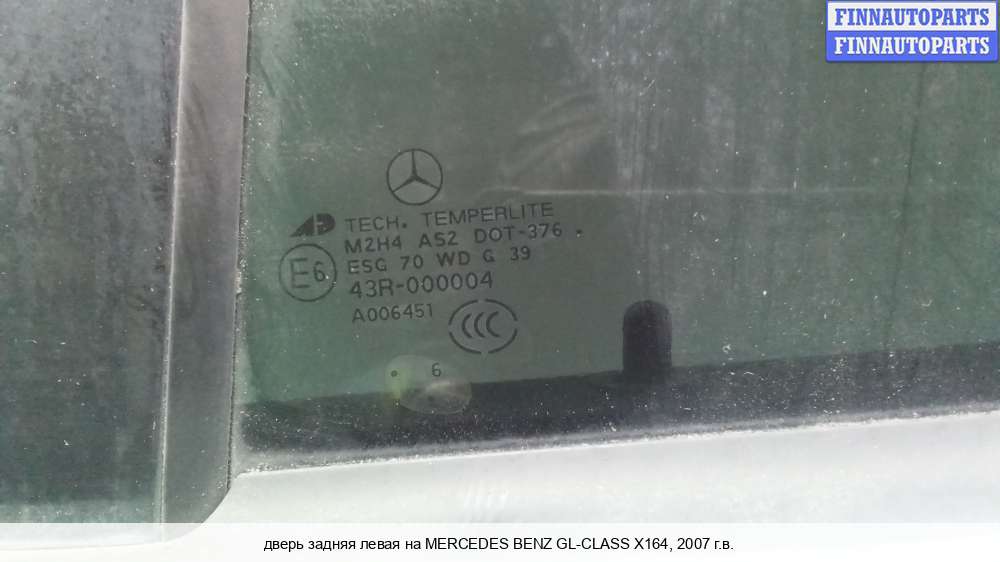 FINNAUTOPARTS
FINNAUTOPARTS
TECH. TEMPERLITE
M2H4 AS2 DOT-376
ESG 70 WD G 39
E6
43R-000004
A006451
CCC
6
дверь задняя левая на MERCEDES BENZ GL-CLASS X164, 2007 г.в.